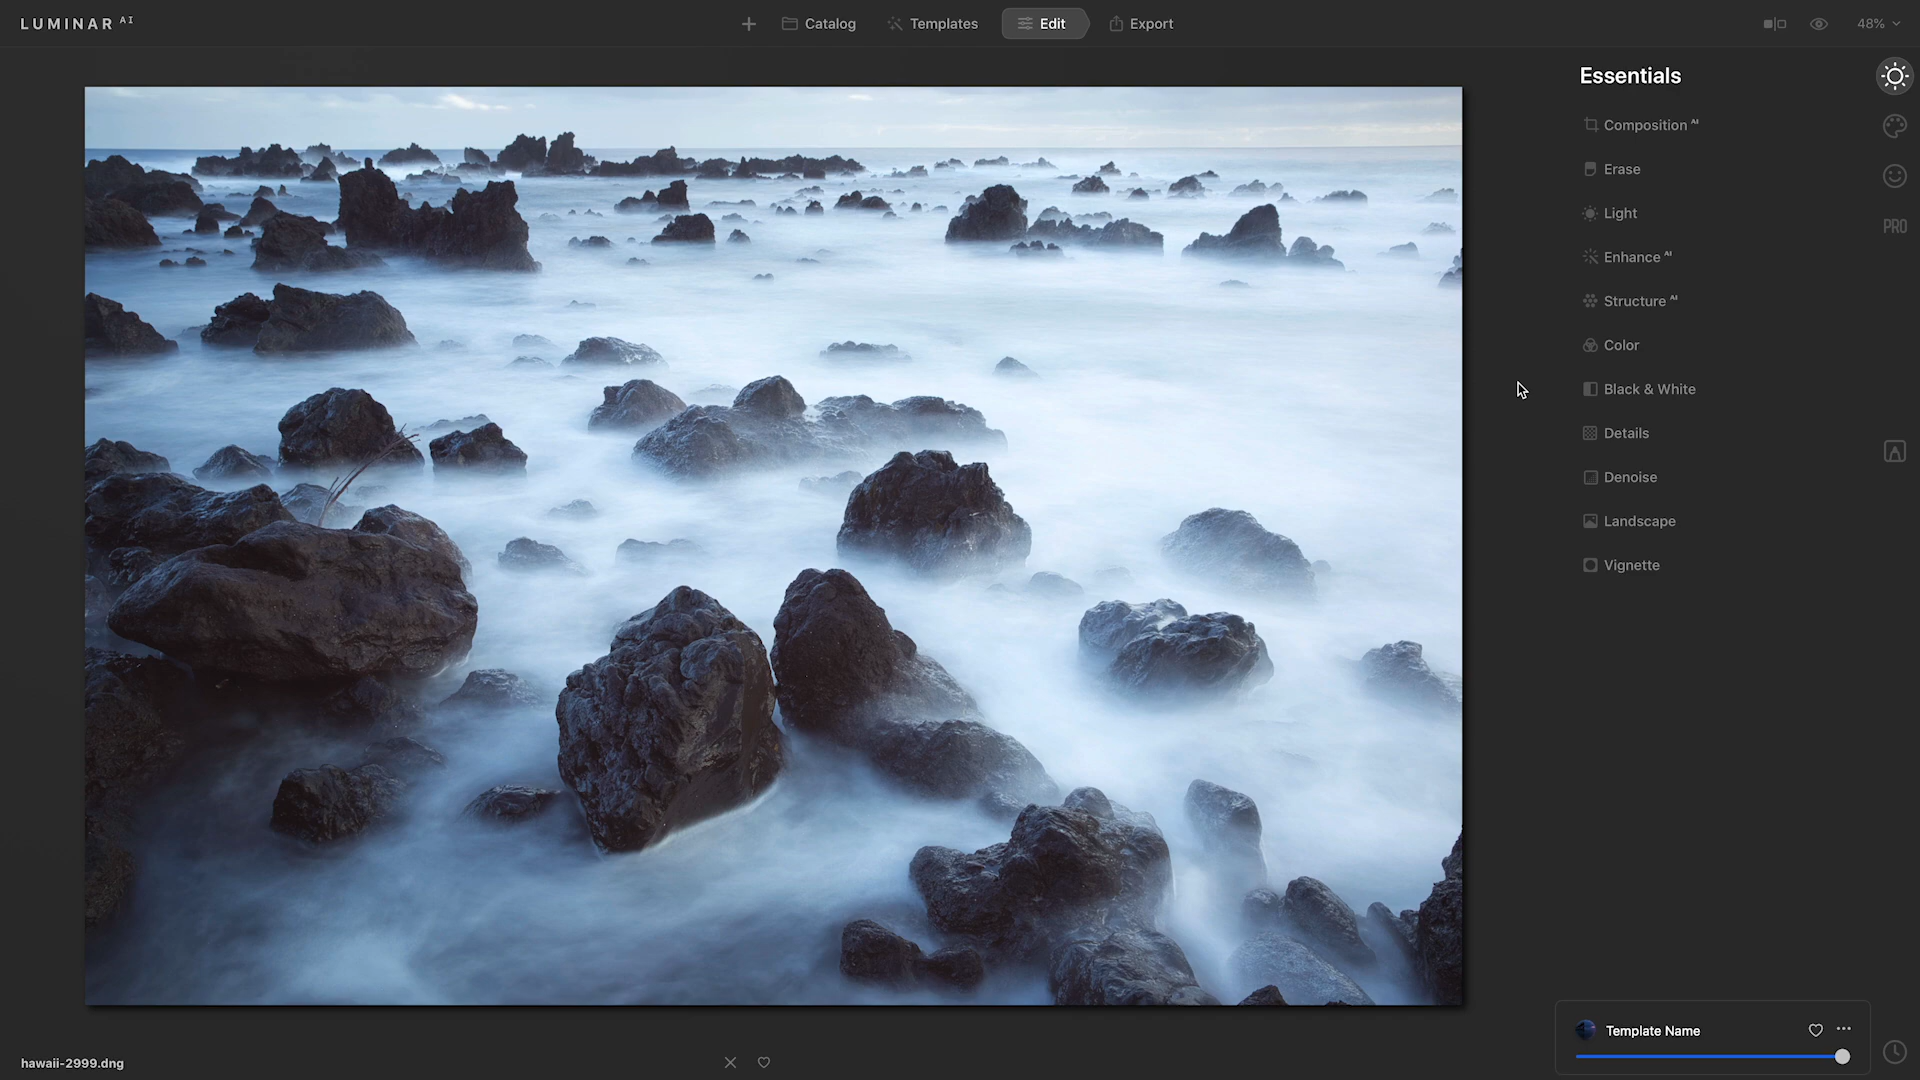 LUMINAR AI
Catalog
Templates
Edit
Export
48%
Essentials
Composition AI
Erase
Light
Enhance AI
Structure AI
Color
Black & White
Details
Denoise
Landscape
Vignette
PRO
Template Name
hawaii-2999.dng